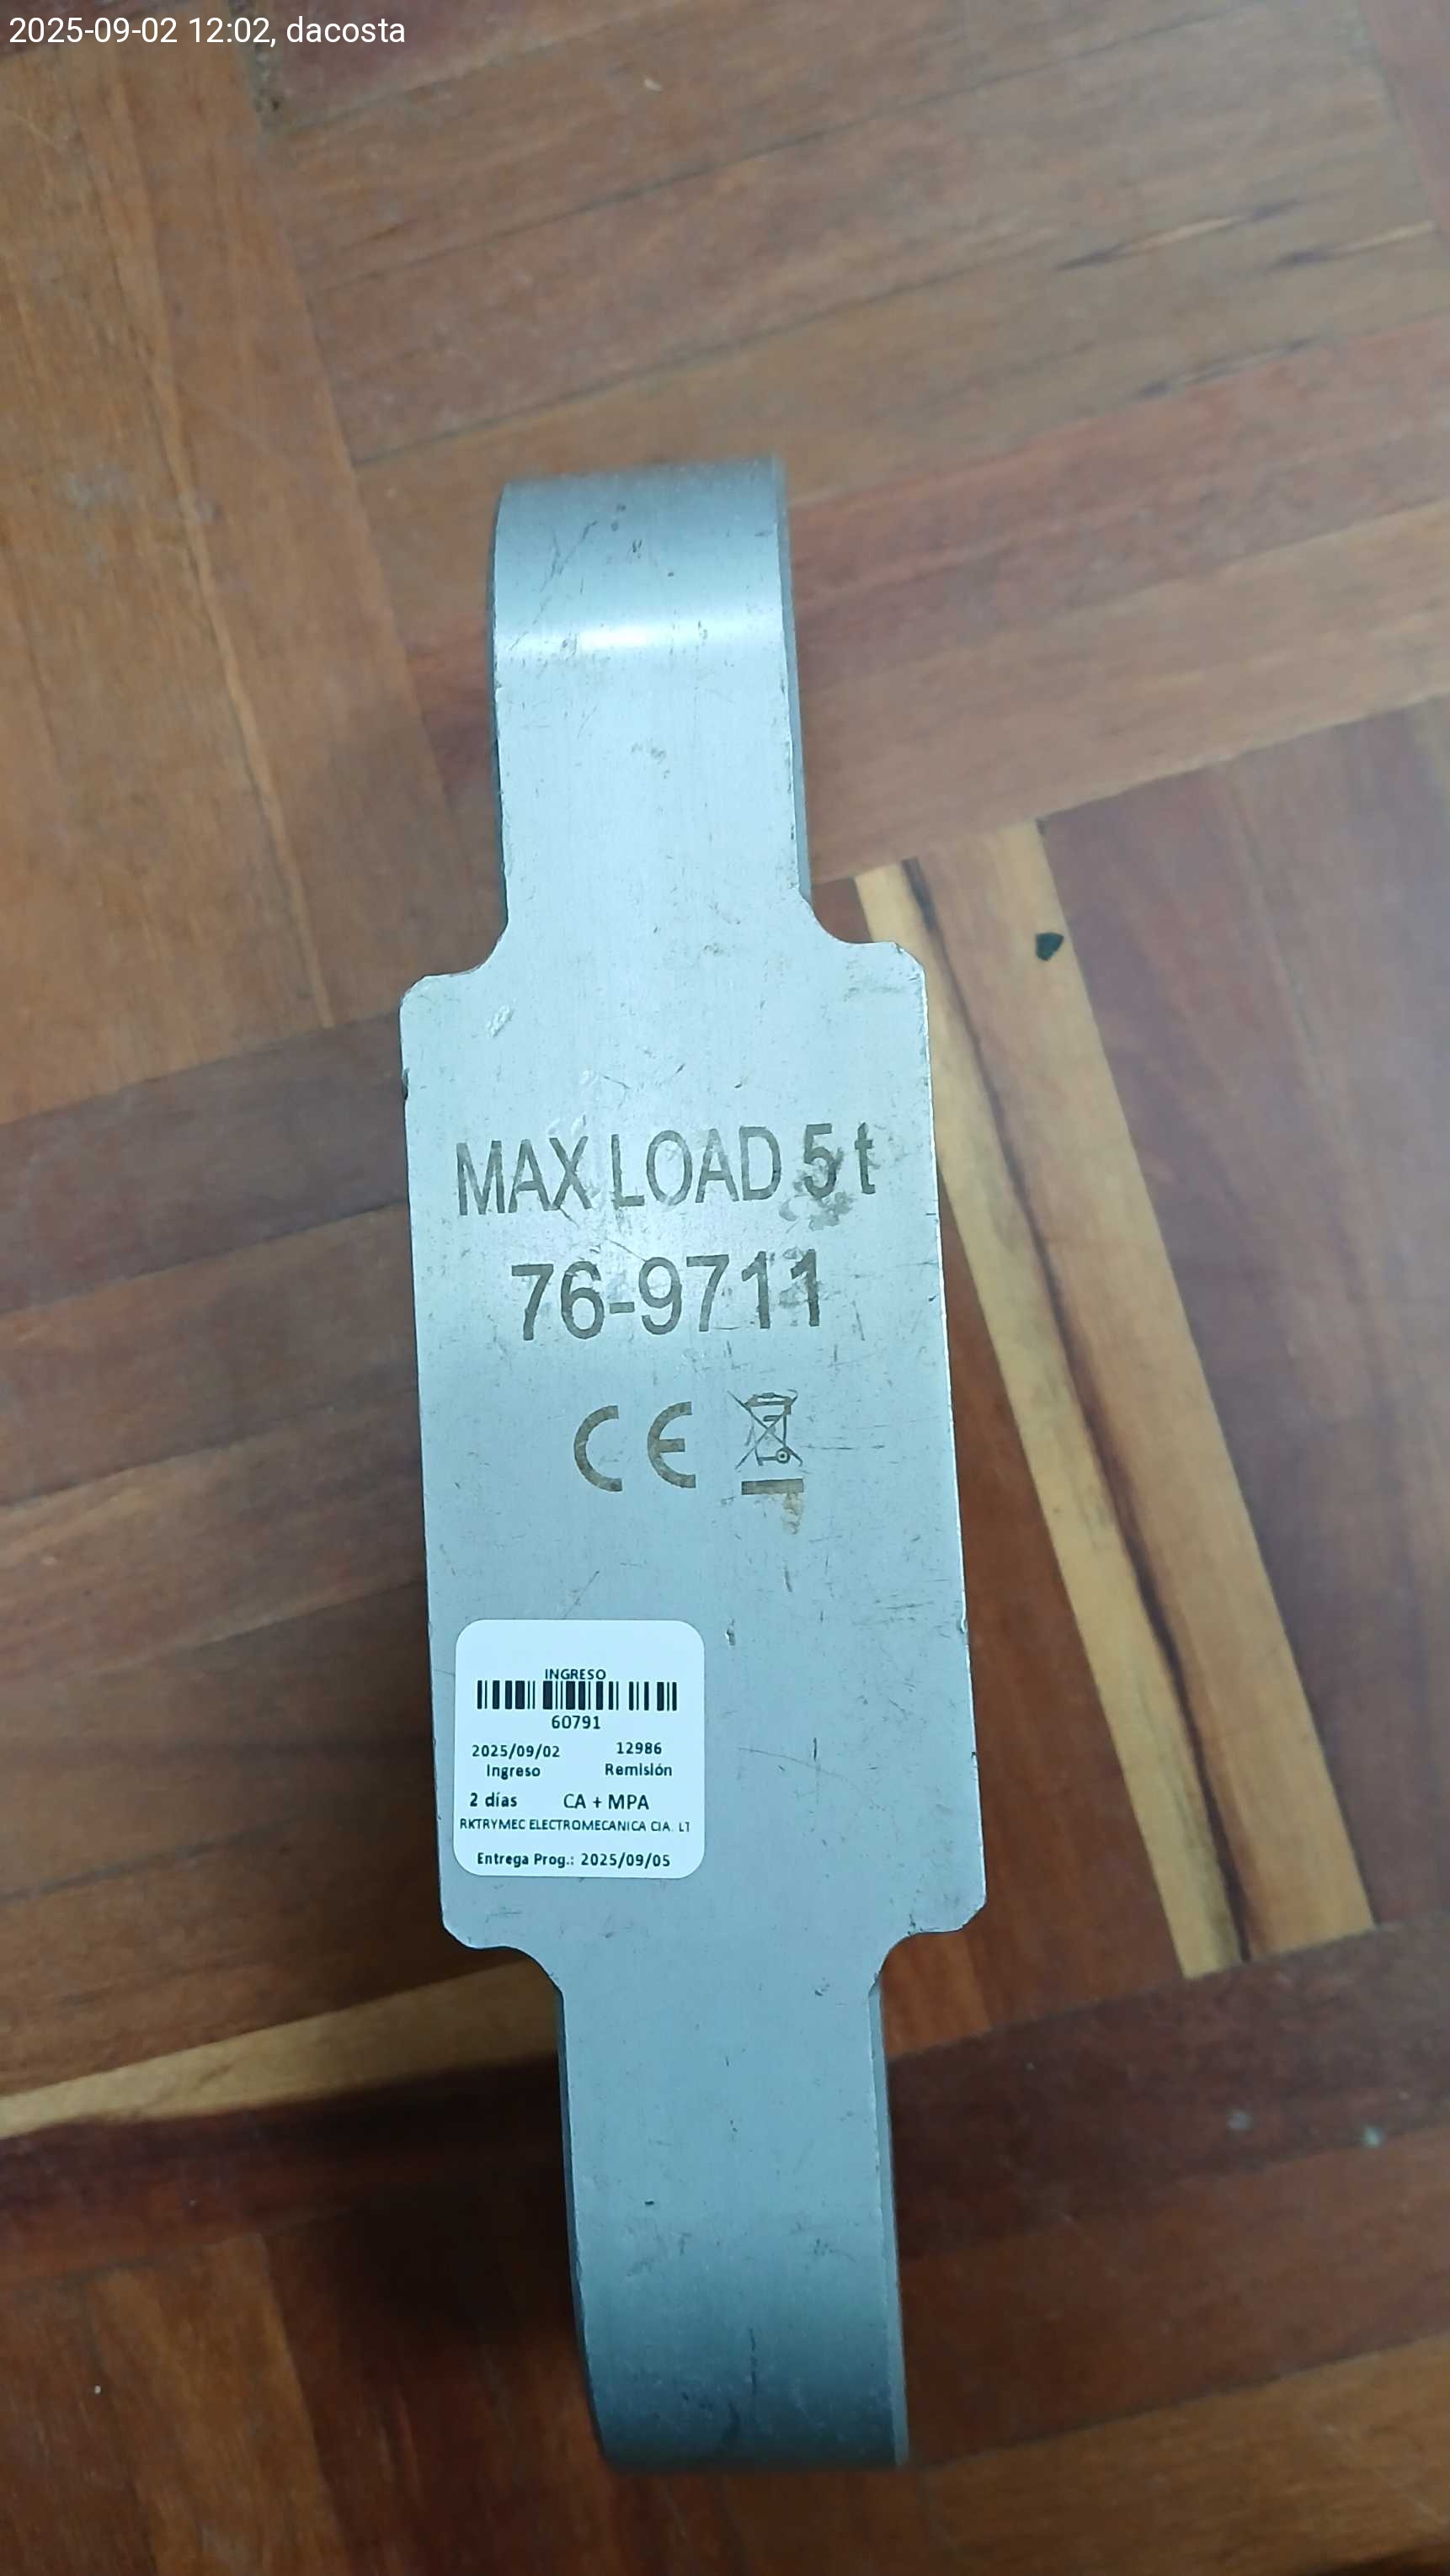 2025-09-02 12:02, dacosta
MAX LOAD 5 t
76-9711
CE
INGRESO
60791
2025/09/02 12986
Ingreso Remisión
2 días CA + MPA
RKTRYMEC ELECTROMECANICA CIA. LT
Entrega Prog.: 2025/09/05